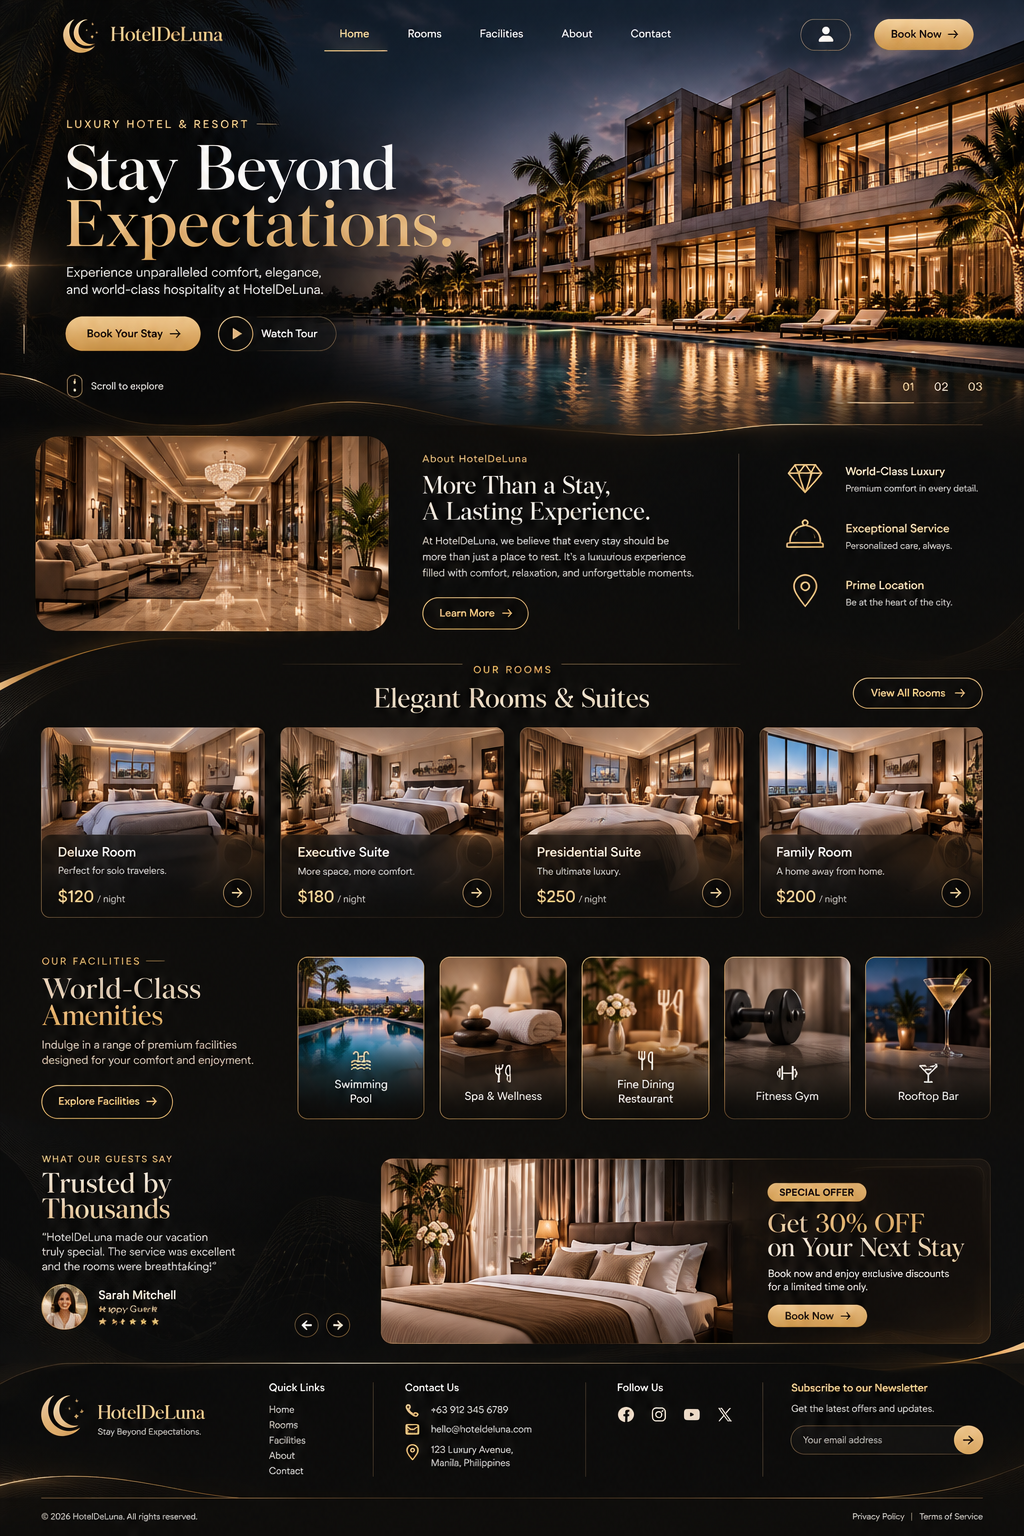 HotelDeLuna
Home
Rooms
Facilities
About
Contact
Book Now
LUXURY HOTEL & RESORT
Stay Beyond
Expectations.
Experience unparalleled comfort, elegance,
and world-class hospitality at HotelDeLuna.
Book Your Stay
Watch Tour
Scroll to explore
01
02
03
About HotelDeLuna
More Than a Stay,
A Lasting Experience.
At HotelDeLuna, we believe that every stay should be
more than just a place to rest. It's a luxurious experience
filled with comfort, relaxation, and unforgettable moments.
Learn More
World-Class Luxury
Premium comfort in every detail.
Exceptional Service
Personalized care, always.
Prime Location
Be at the heart of the city.
OUR ROOMS
Elegant Rooms & Suites
View All Rooms
Deluxe Room
Perfect for solo travelers.
$120 / night
Executive Suite
More space, more comfort.
$180 / night
Presidential Suite
The ultimate luxury.
$250 / night
Family Room
A home away from home.
$200 / night
OUR FACILITIES
World-Class
Amenities
Indulge in a range of premium facilities
designed for your comfort and enjoyment.
Explore Facilities
Swimming
Pool
Spa & Wellness
Fine Dining
Restaurant
Fitness Gym
Rooftop Bar
WHAT OUR GUESTS SAY
Trusted by
Thousands
"HotelDeLuna made our vacation
truly special. The service was excellent
and the rooms were breathtaking!"
Sarah Mitchell
Happy Guest
SPECIAL OFFER
Get 30% OFF
on Your Next Stay
Book now and enjoy exclusive discounts
for a limited time only.
Book Now
HotelDeLuna
Stay Beyond Expectations.
Quick Links
Home
Rooms
Facilities
About
Contact
Contact Us
+63 912 345 6789
hello@hoteldeluna.com
123 Luxury Avenue,
Manila, Philippines
Follow Us
Subscribe to our Newsletter
Get the latest offers and updates.
Your email address
© 2026 HotelDeLuna. All rights reserved.
Privacy Policy | Terms of Service